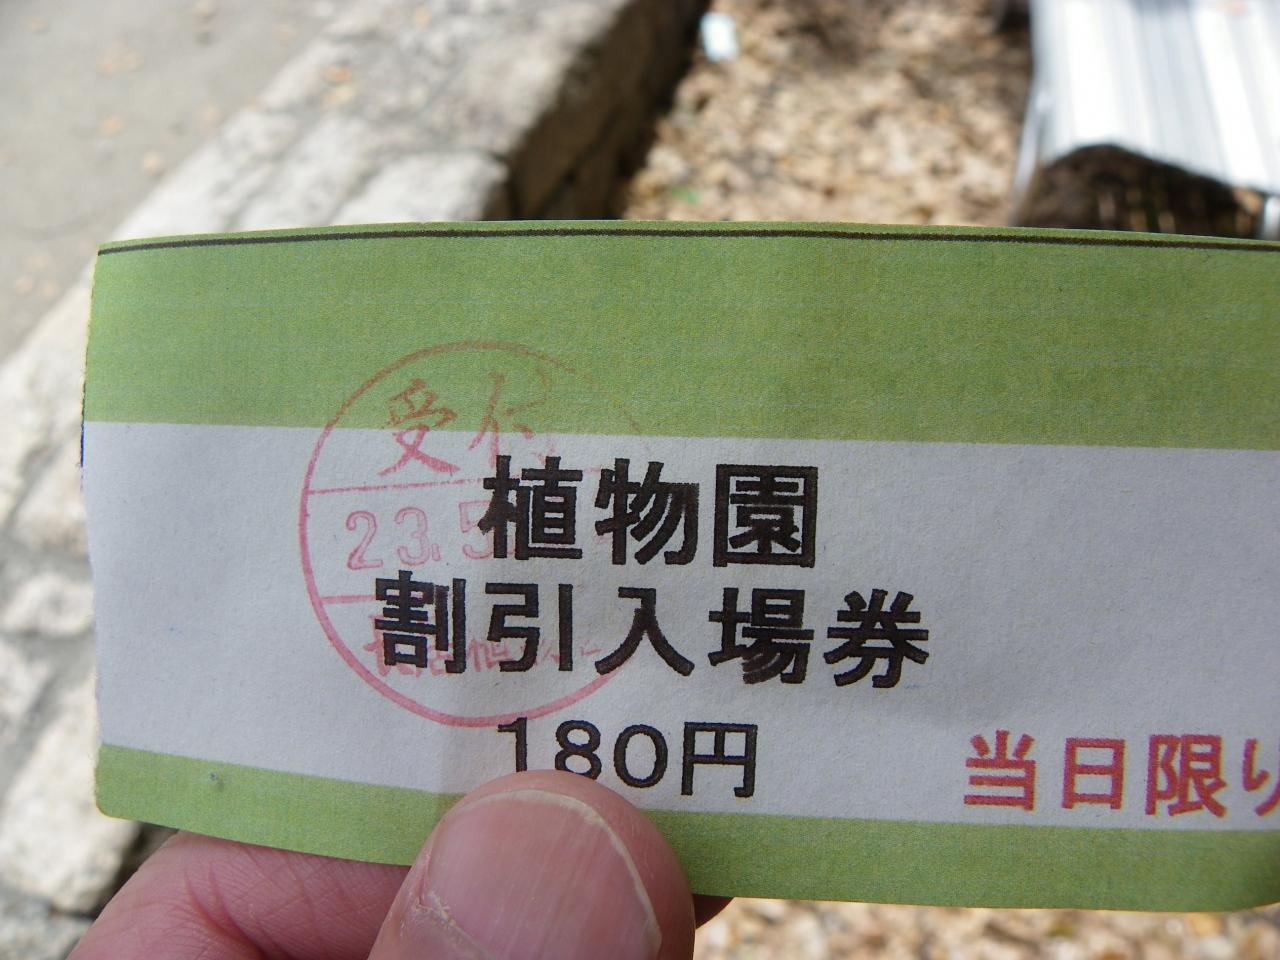 受付
23.5
植物園
割引入場券
180円
当日限り